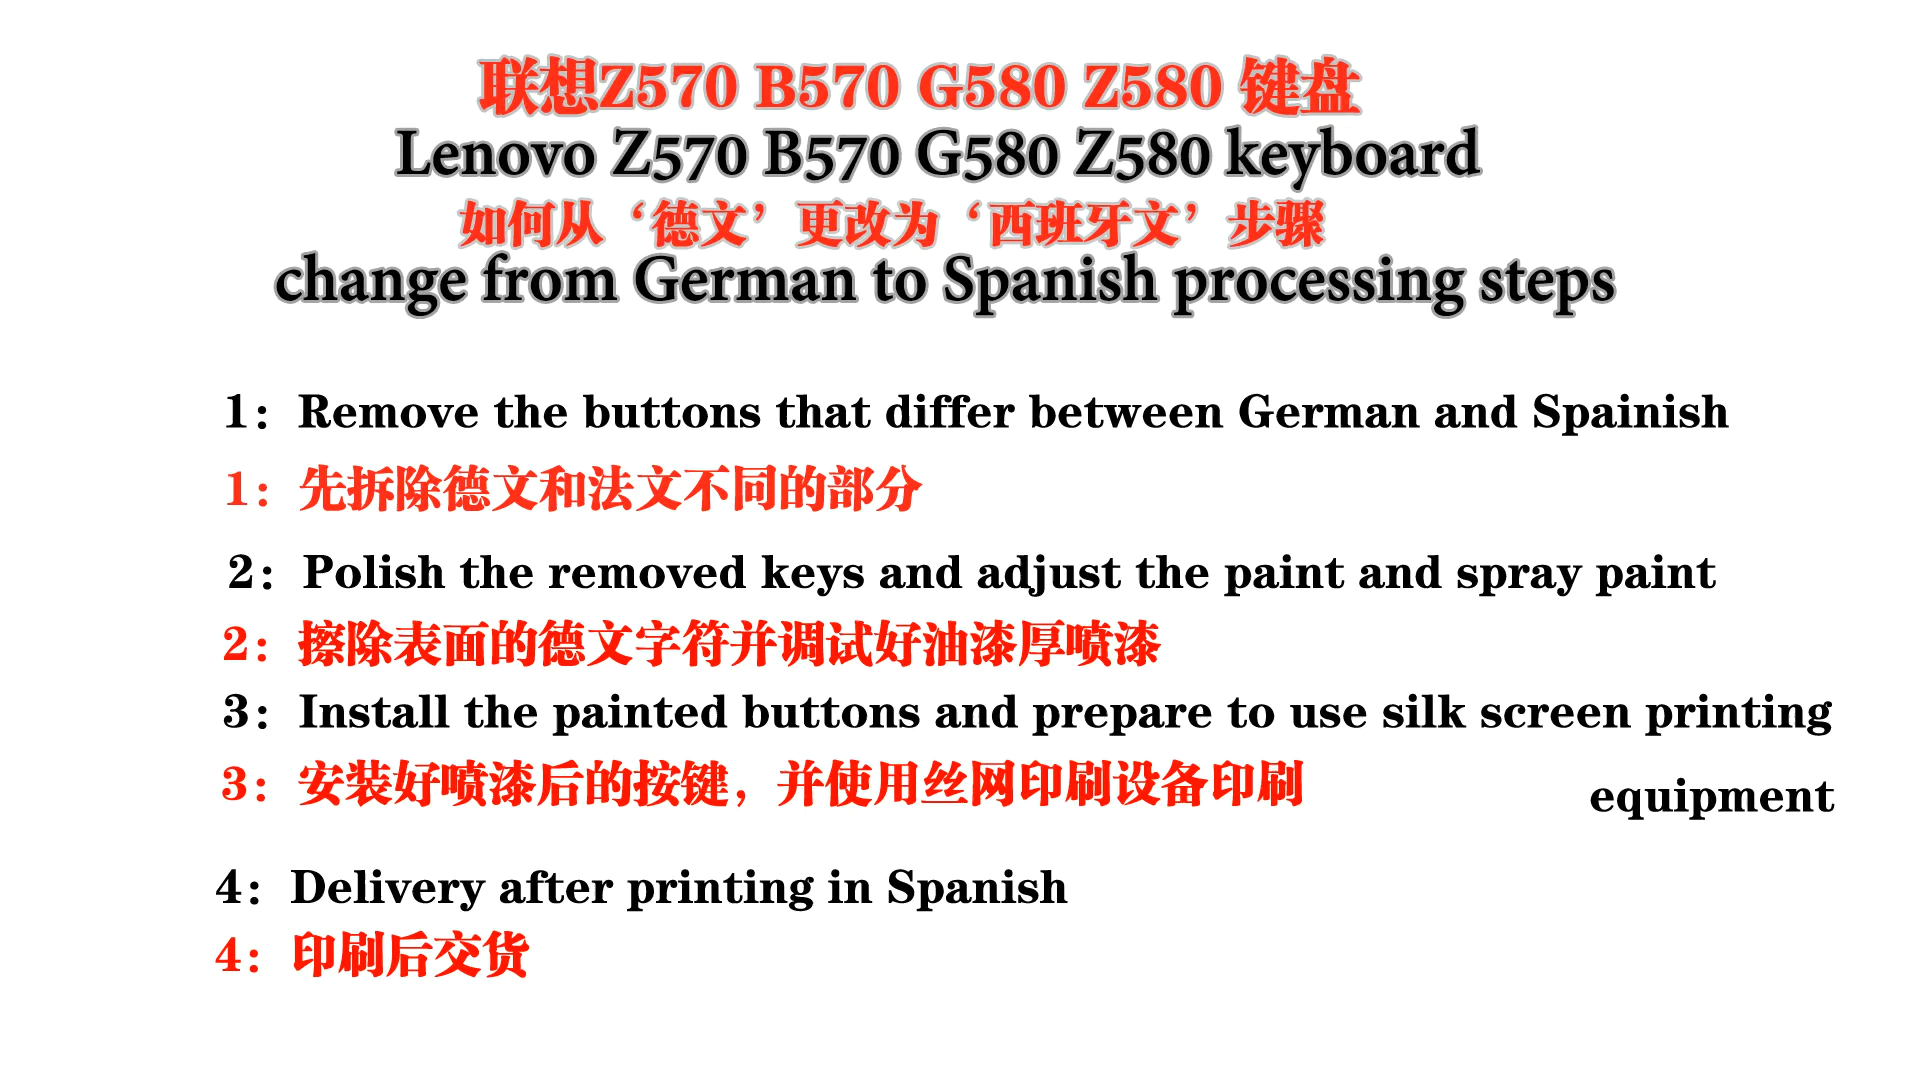 联想Z570 B570 G580 Z580 键盘
Lenovo Z570 B570 G580 Z580 keyboard
如何从‘德文’更改为‘西班牙文’步骤
change from German to Spanish processing steps
1：Remove the buttons that differ between German and Spainish
1：先拆除德文和法文不同的部分
2：Polish the removed keys and adjust the paint and spray paint
2：擦除表面的德文字符并调试好油漆厚喷漆
3：Install the painted buttons and prepare to use silk screen printing
equipment
3：安装好喷漆后的按键，并使用丝网印刷设备印刷
4：Delivery after printing in Spanish
4：印刷后交货